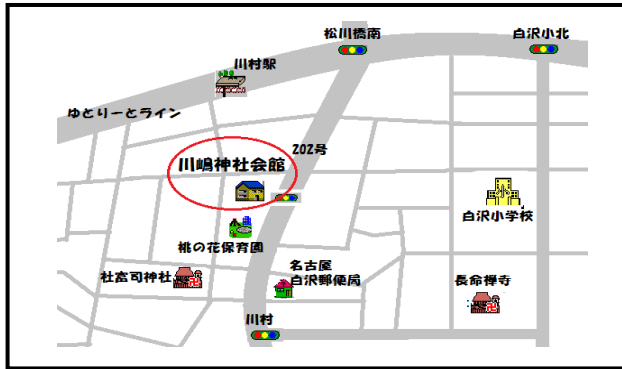 松川橋南
白沢小北
川村駅
ゆとりーとライン
202号
川嶋神社会館
白沢小学校
桃の花保育園
名古屋
白沢郵便局
社宮司神社
長命禅寺
川村